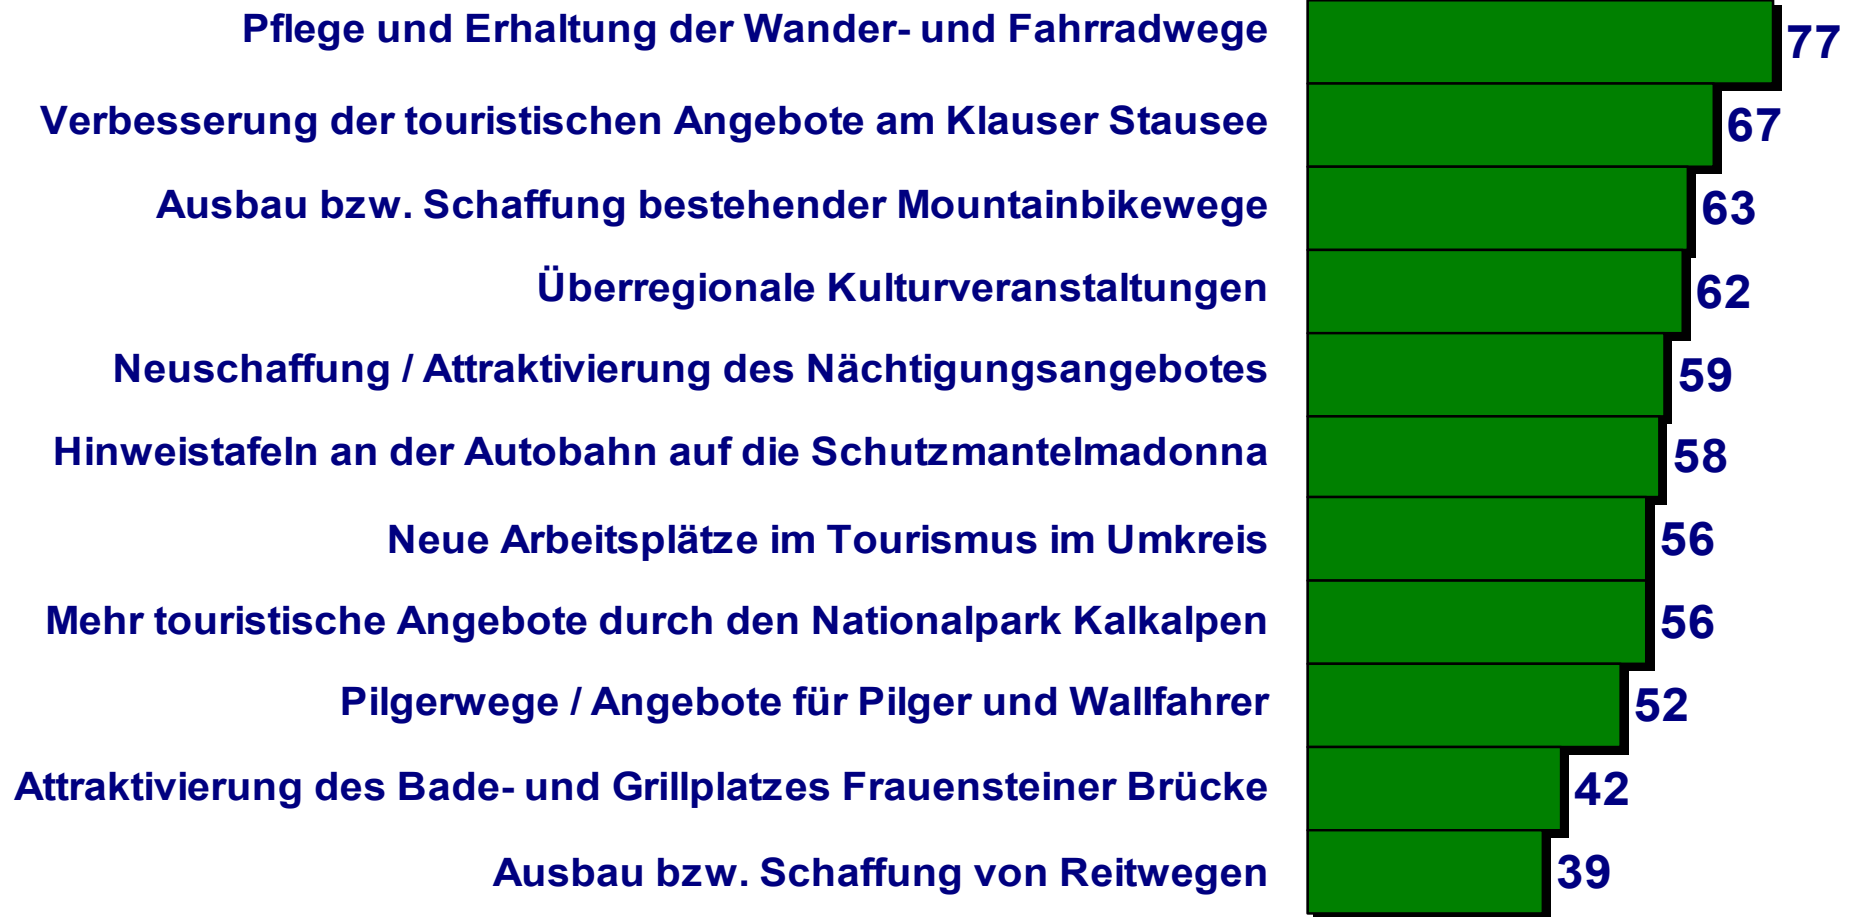 Pflege und Erhaltung der Wander- und Fahrradwege 77
Verbesserung der touristischen Angebote am Klauser Stausee 67
Ausbau bzw. Schaffung bestehender Mountainbikewege 63
Überregionale Kulturveranstaltungen 62
Neuschaffung / Attraktivierung des Nächtigungsangebotes 59
Hinweistafeln an der Autobahn auf die Schutzmantelmadonna 58
Neue Arbeitsplätze im Tourismus im Umkreis 56
Mehr touristische Angebote durch den Nationalpark Kalkalpen 56
Pilgerwege / Angebote für Pilger und Wallfahrer 52
Attraktivierung des Bade- und Grillplatzes Frauensteiner Brücke 42
Ausbau bzw. Schaffung von Reitwegen 39